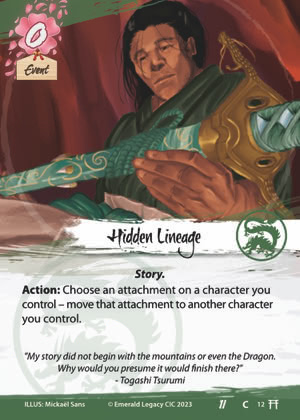 0
Event
Hidden Lineage
Story.
Action: Choose an attachment on a character you
control – move that attachment to another character
you control.
"My story did not begin with the mountains or even the Dragon.
Why would you presume it would finish there?"
- Togashi Tsurumi
ILLUS: Mickaël Sans © Emerald Legacy CIC 2023 C 12